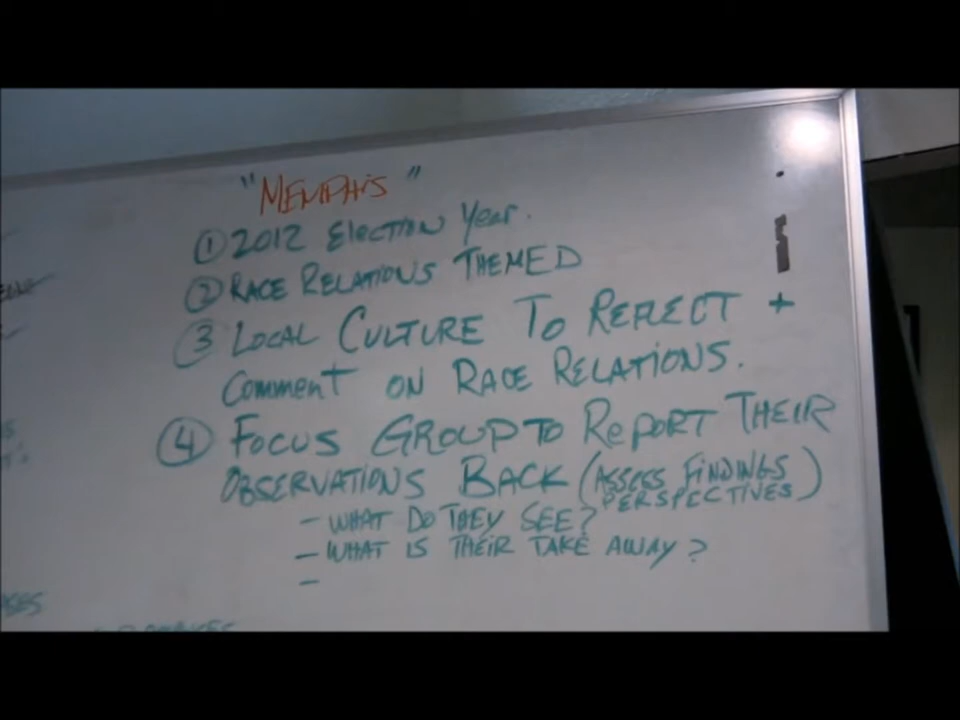 "MEMPHIS"
① 2012 Election Year.
② RACE RELATIONS THEMED
③ LOCAL CULTURE TO REFLECT +
Comment ON RACE RELATIONS.
④ FOCUS GROUP TO RePORT THEIR
OBSERVATIONS BACK (ASSESS FINDINGS
PERSPECTIVES)
- WHAT DO THEY SEE?
- WHAT IS THEIR TAKE AWAY?
-